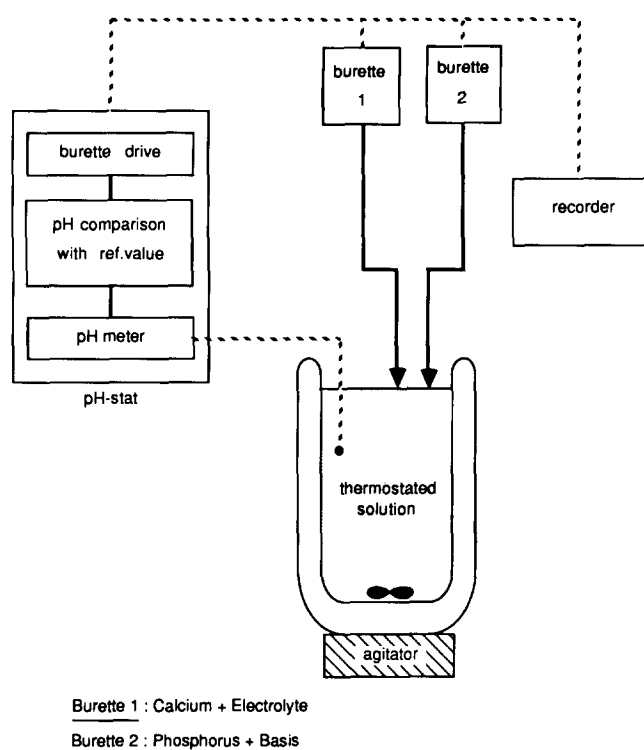 burette
1
burette
2
burette drive
pH comparison
with ref.value
pH meter
pH-stat
recorder
thermostated
solution
agitator
Burette 1 : Calcium + Electrolyte
Burette 2 : Phosphorus + Basis